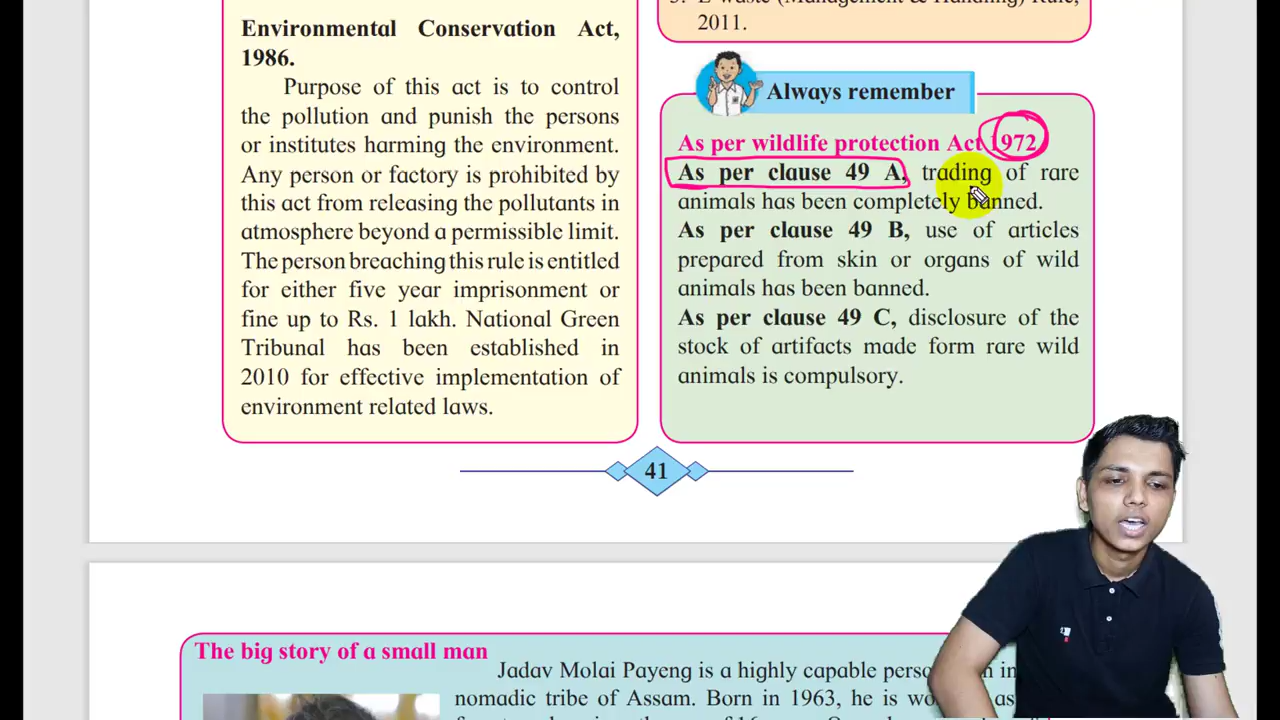 Environmental Conservation Act,
1986.
Purpose of this act is to control
the pollution and punish the persons
or institutes harming the environment.
Any person or factory is prohibited by
this act from releasing the pollutants in
atmosphere beyond a permissible limit.
The person breaching this rule is entitled
for either five year imprisonment or
fine up to Rs. 1 lakh. National Green
Tribunal has been established in
2010 for effective implementation of
environment related laws.
(Management & Handling) Rule,
2011.
Always remember
As per wildlife protection Act 1972
As per clause 49 A, trading of rare
animals has been completely banned.
As per clause 49 B, use of articles
prepared from skin or organs of wild
animals has been banned.
As per clause 49 C, disclosure of the
stock of artifacts made form rare wild
animals is compulsory.
41
The big story of a small man
Jadav Molai Payeng is a highly capable
nomadic tribe of Assam. Born in 1963, he is